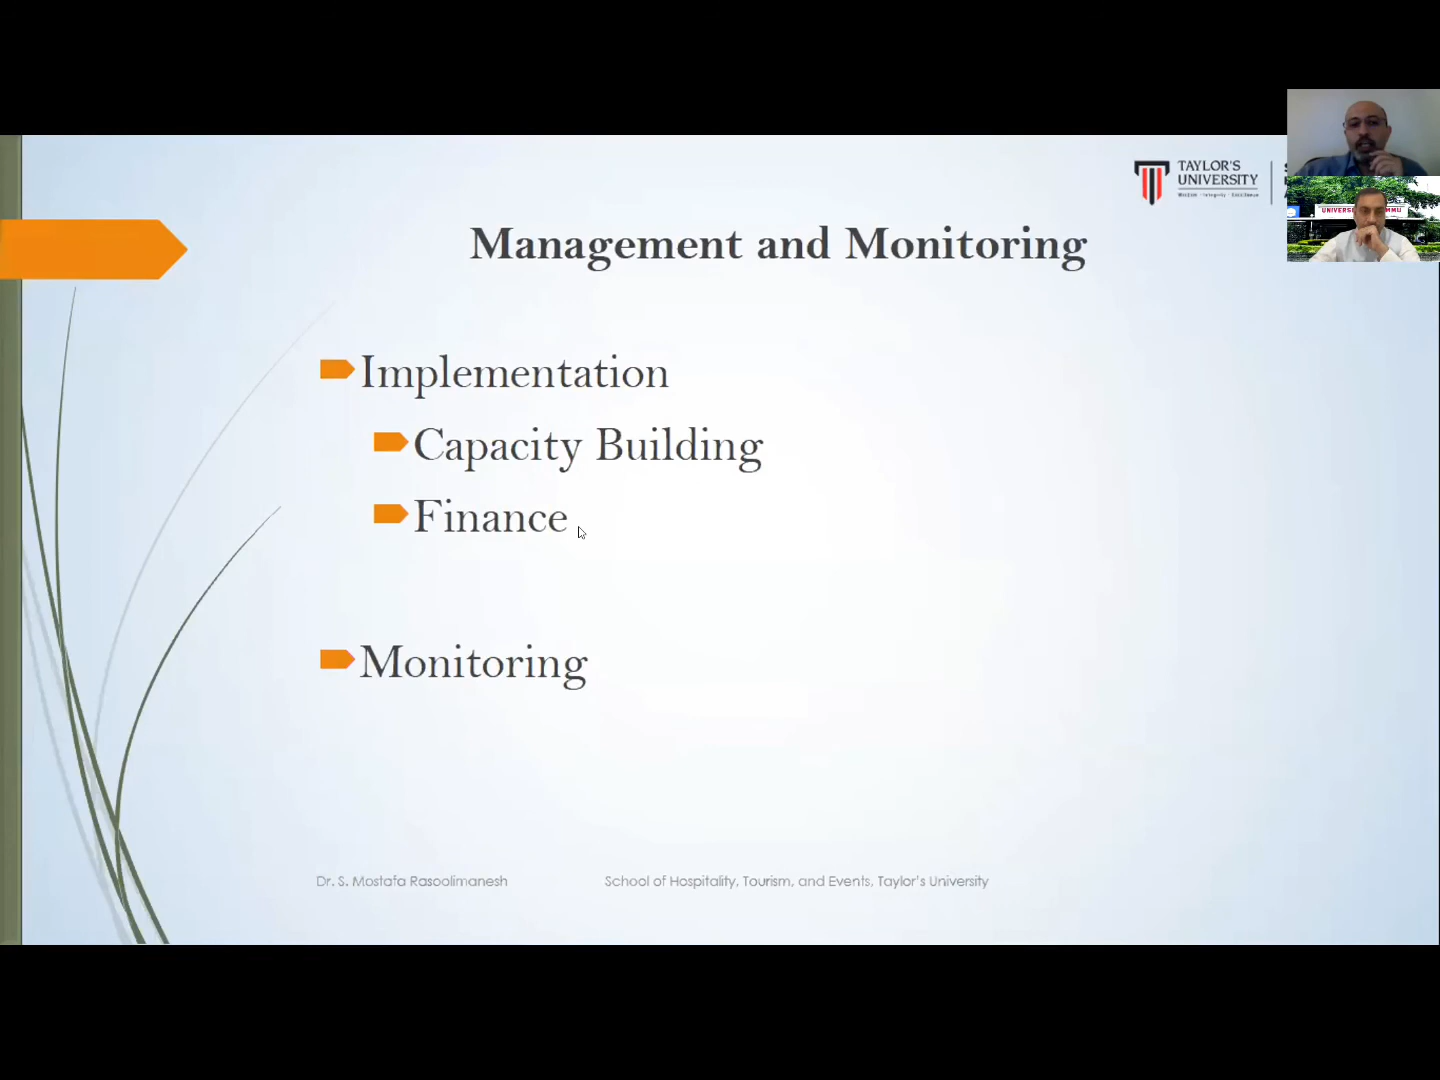 TAYLOR'S
UNIVERSITY
Management and Monitoring
Implementation
Capacity Building
Finance
Monitoring
Dr. S. Mostafa Rasoolimanesh
School of Hospitality, Tourism, and Events, Taylor's University